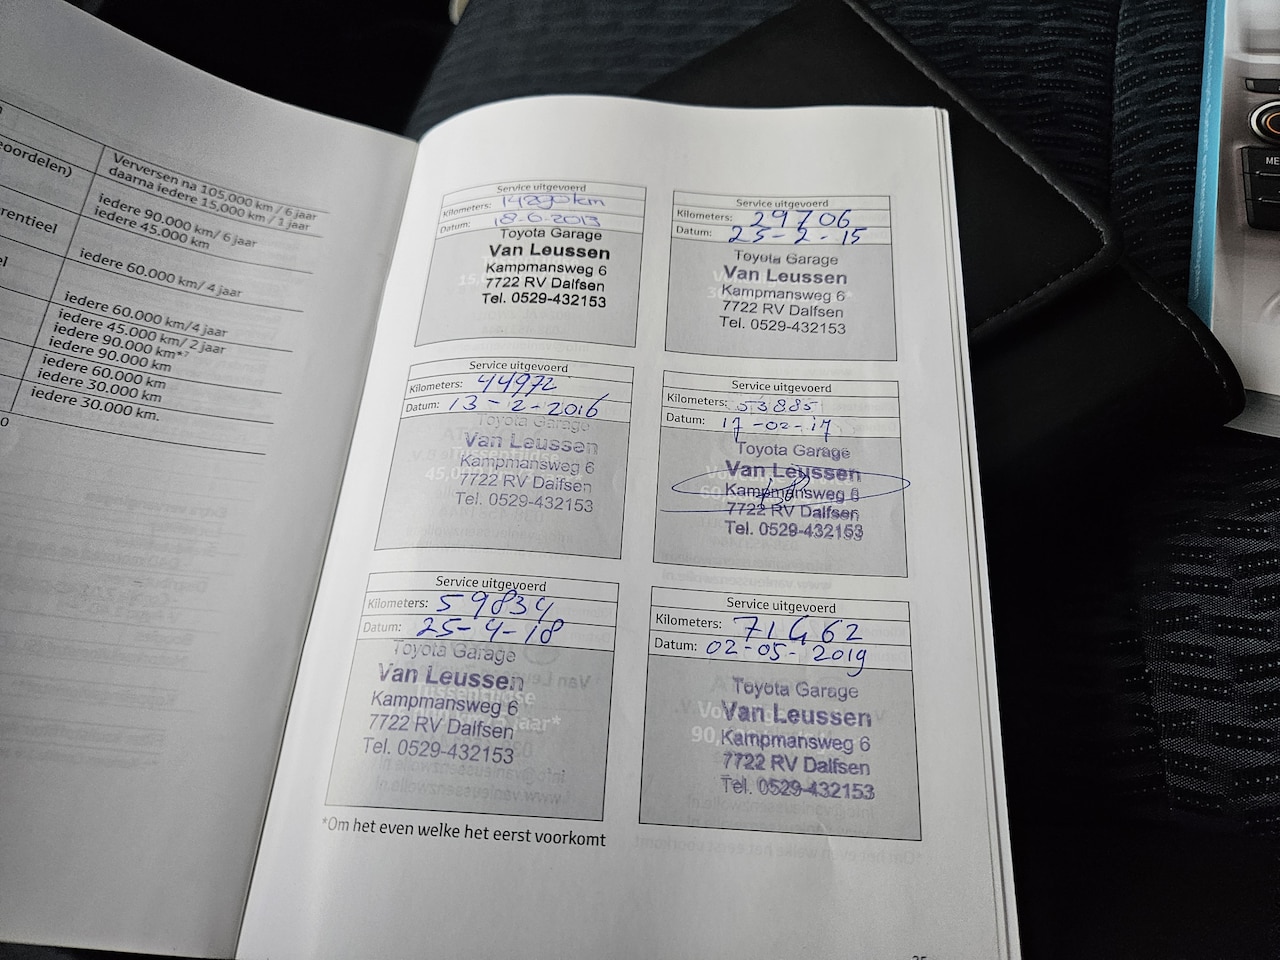 eoordelen)
Verversen na 105.000 km / 6 jaar
daarna iedere 15,000 km / 1 jaar
iedere 90.000 km/ 6 jaar
rentieel
iedere 45.000 km
iedere 60.000 km/ 4 jaar
el
iedere 60.000 km/4 jaar
iedere 45.000 km/ 2 jaar
iedere 90.000 km*⁷
iedere 90.000 km
iedere 60.000 km
iedere 30.000 km
iedere 30.000 km.
Service uitgevoerd
Kilometers: 14290km
Datum: 18-6-2013
Toyota Garage
Van Leussen
Kampmansweg 6
7722 RV Dalfsen
Tel. 0529-432153
Service uitgevoerd
Kilometers: 29706
Datum: 23-2-15
Toyota Garage
Van Leussen
Kampmansweg 6
7722 RV Dalfsen
Tel. 0529-432153
Service uitgevoerd
Kilometers: 44972
Datum: 13-2-2016
Toyota Garage
Van Leussen
Kampmansweg 6
7722 RV Dalfsen
Tel. 0529-432153
Service uitgevoerd
Kilometers: 53885
Datum: 17-02-17
Toyota Garage
Van Leussen
Kampmansweg 6
7722 RV Dalfsen
Tel. 0529-432153
Service uitgevoerd
Kilometers: 59834
Datum: 25-4-18
Toyota Garage
Van Leussen
Kampmansweg 6
7722 RV Dalfsen
Tel. 0529-432153
Service uitgevoerd
Kilometers: 71462
Datum: 02-05-2019
Toyota Garage
Van Leussen
Kampmansweg 6
7722 RV Dalfsen
Tel. 0529-432153
*Om het even welke het eerst voorkomt
ME